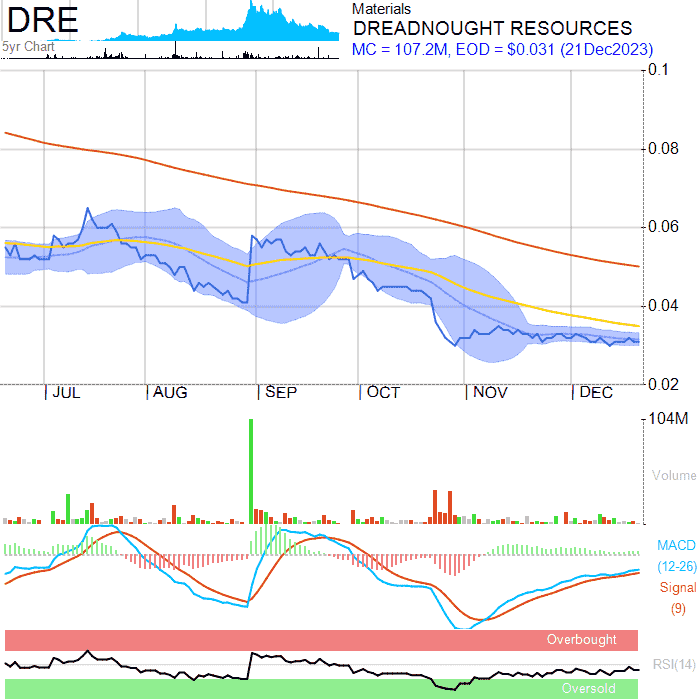 DRE
5yr Chart
Materials
DREADNOUGHT RESOURCES
MC = 107.2M, EOD = $0.031 (21Dec2023)
0.1
0.08
0.06
0.04
0.02
JUL AUG SEP OCT NOV DEC
104M
Volume
MACD
(12-26)
Signal
(9)
Overbought
RSI(14)
Oversold